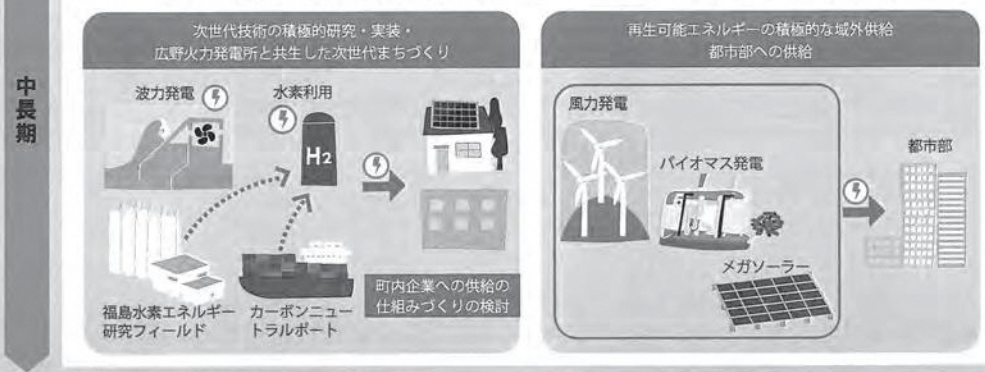 中長期
次世代技術の積極的研究・実装・
広野火力発電所と共生した次世代まちづくり
波力発電
水素利用
H2
福島水素エネルギー
研究フィールド
カーボンニュー
トラルポート
町内企業への供給の
仕組みづくりの検討
再生可能エネルギーの積極的な域外供給
都市部への供給
風力発電
バイオマス発電
メガソーラー
都市部